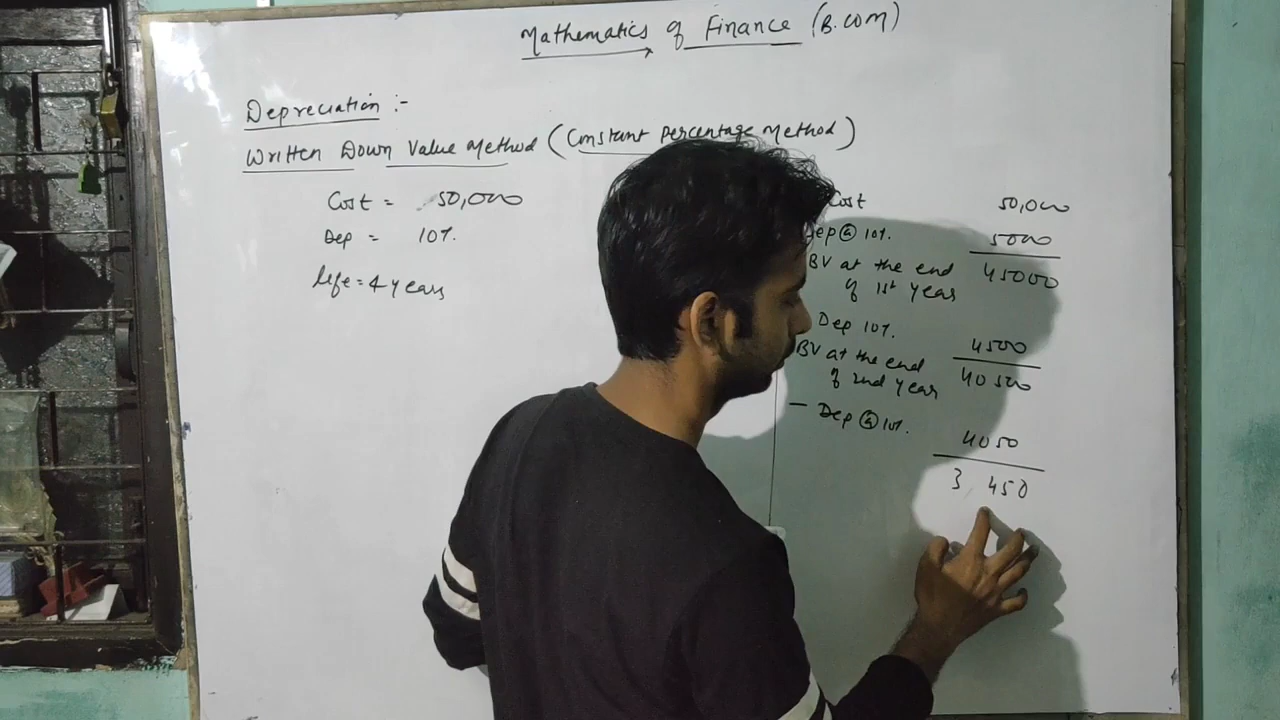 Mathematics of Finance (B.COM)
Depreciation :-
Written Down Value Method (Constant Percentage Method)
Cost = 50,000
Dep = 10%.
life = 4 years
Cost 50,000
Dep @ 10%. 5000
BV at the end 45000
of 1st year
Dep 10%. 4500
BV at the end 40500
of 2nd year
- Dep @ 10%. 4050
3 450